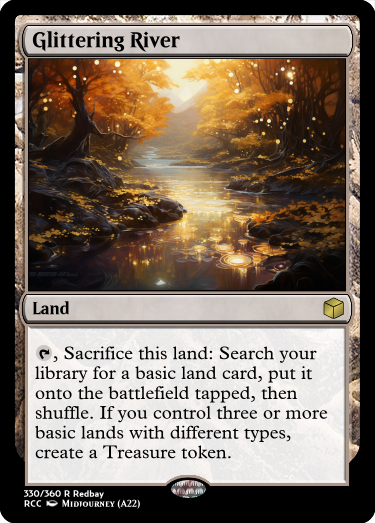 Glittering River
Land
, Sacrifice this land: Search your
library for a basic land card, put it
onto the battlefield tapped, then
shuffle. If you control three or more
basic lands with different types,
create a Treasure token.
330/360 R Redbay
RCC Midjourney (A22)